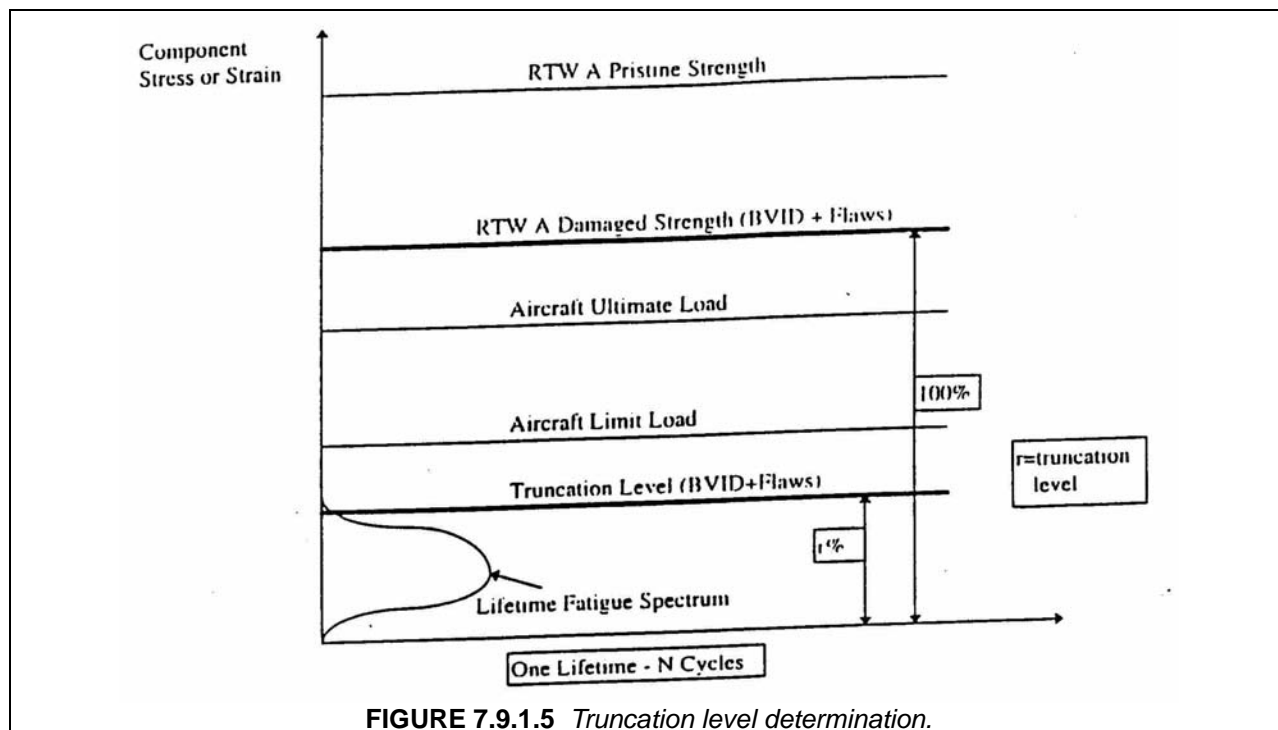 Component
Stress or Strain
RTW A Pristine Strength
RTW A Damaged Strength (BVID + Flaws)
Aircraft Ultimate Load
100%
Aircraft Limit Load
r=truncation
level
Truncation Level (BVID+Flaws)
r%
Lifetime Fatigue Spectrum
One Lifetime - N Cycles
FIGURE 7.9.1.5 Truncation level determination.